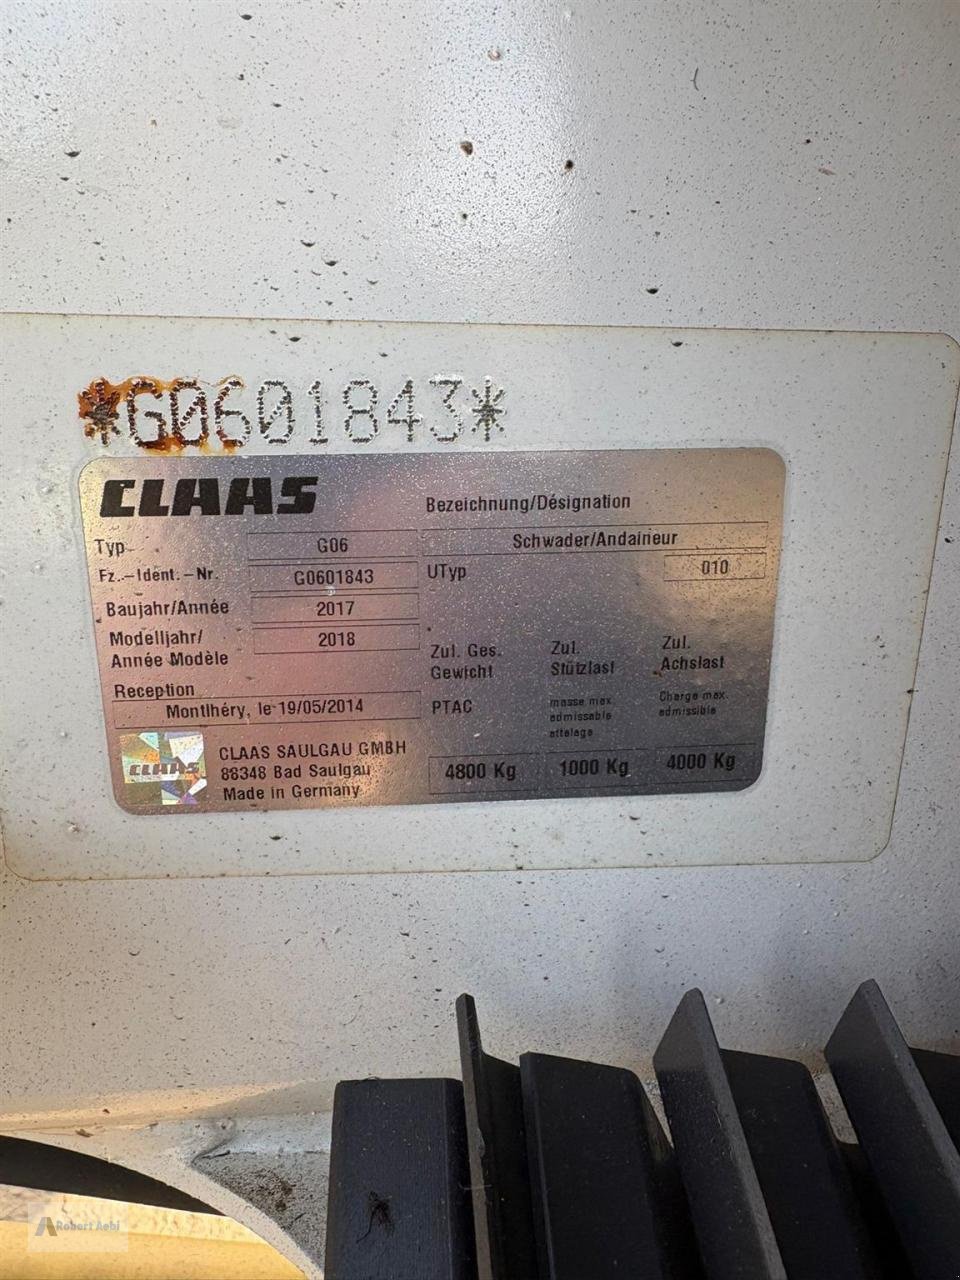 *G0601843*
CLAAS
Bezeichnung/Désignation
Typ G06 Schwader/Andaineur
Fz.-Ident.-Nr. G0601843 UTyp 010
Baujahr/Année 2017
Modelljahr/ 2018
Année Modèle
Zul. Ges. Zul. Zul.
Gewicht Stützlast Achslast
Reception
Montlhéry, le 19/05/2014
PTAC masse max. Charge max.
admissable admissible
attelage
CLAAS
CLAAS SAULGAU GMBH
88348 Bad Saulgau
Made in Germany
4800 Kg 1000 Kg 4000 Kg
Robert Aebi